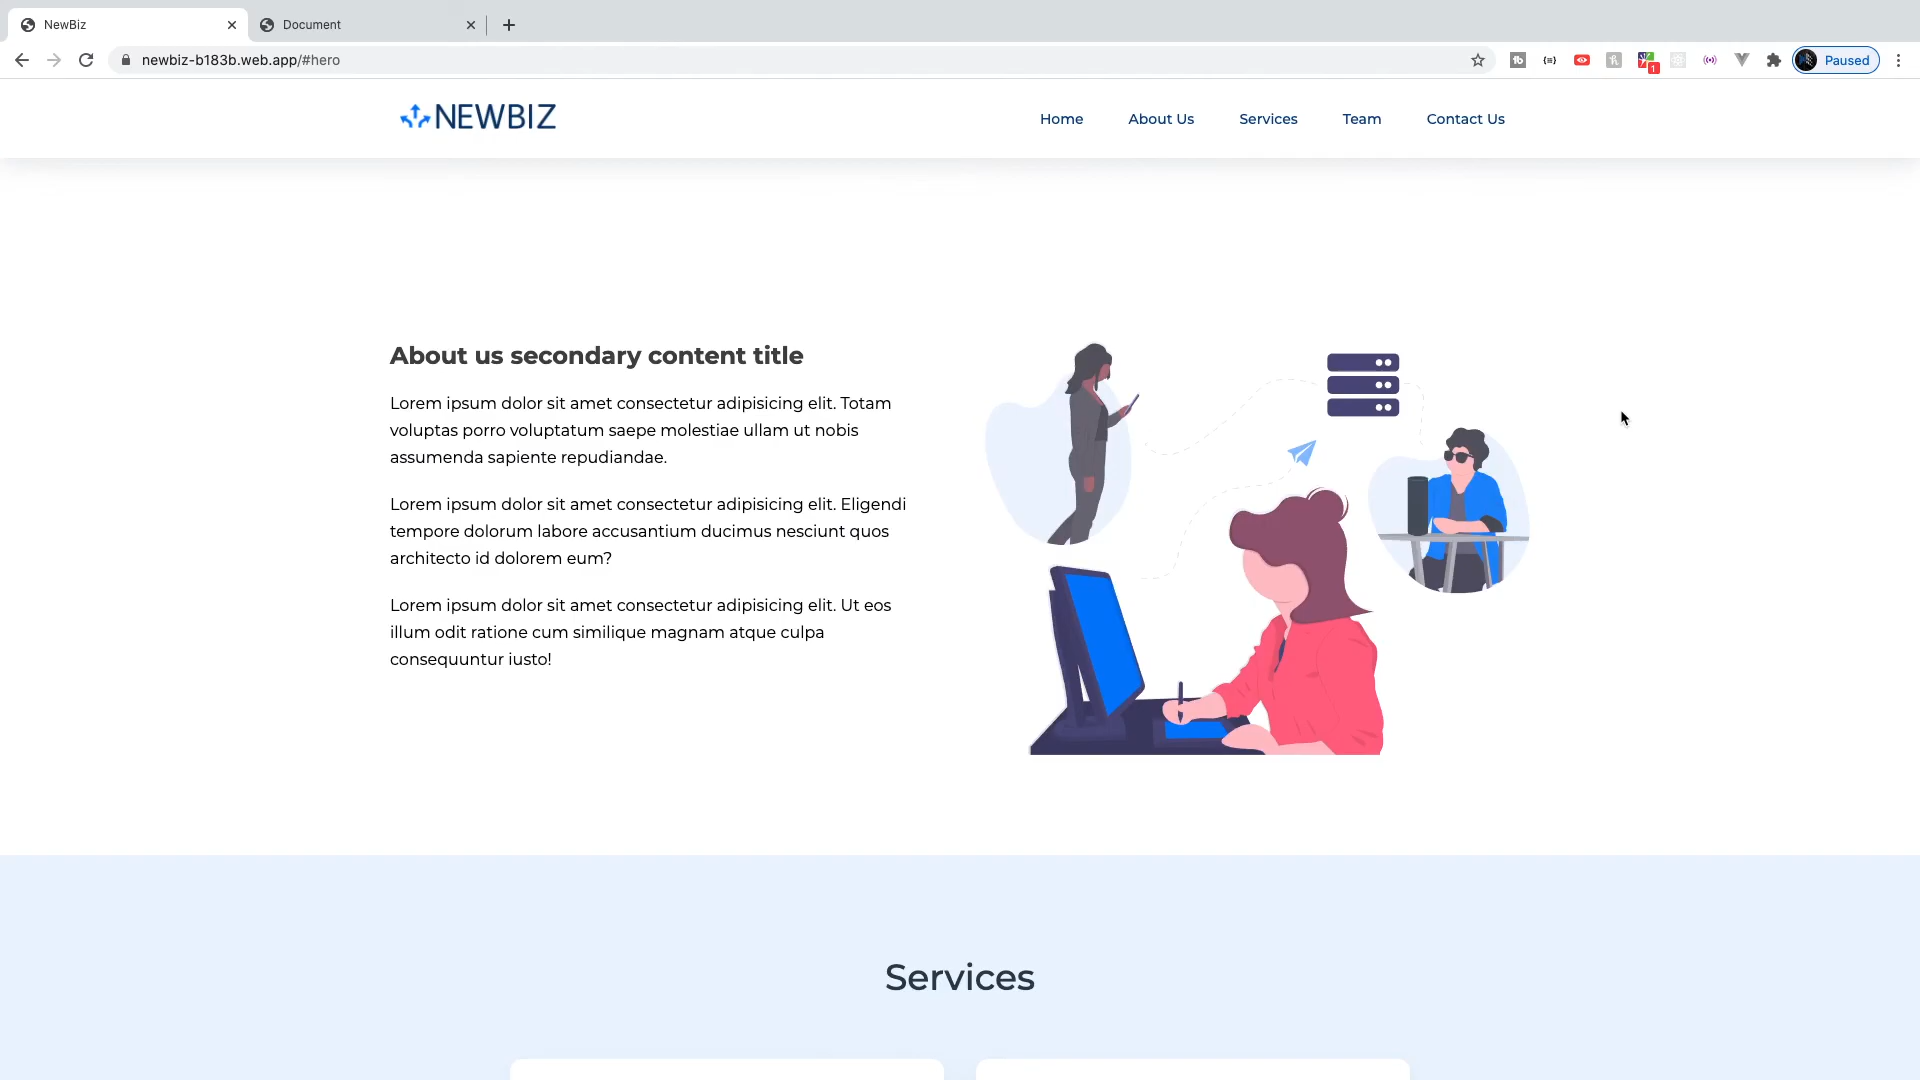 NewBiz
Document
newbiz-b183b.web.app/#hero
1
Paused
NEWBIZ
Home
About Us
Services
Team
Contact Us
About us secondary content title
Lorem ipsum dolor sit amet consectetur adipisicing elit. Totam
voluptas porro voluptatum saepe molestiae ullam ut nobis
assumenda sapiente repudiandae.
Lorem ipsum dolor sit amet consectetur adipisicing elit. Eligendi
tempore dolorum labore accusantium ducimus nesciunt quos
architecto id dolorem eum?
Lorem ipsum dolor sit amet consectetur adipisicing elit. Ut eos
illum odit ratione cum similique magnam atque culpa
consequuntur iusto!
Services